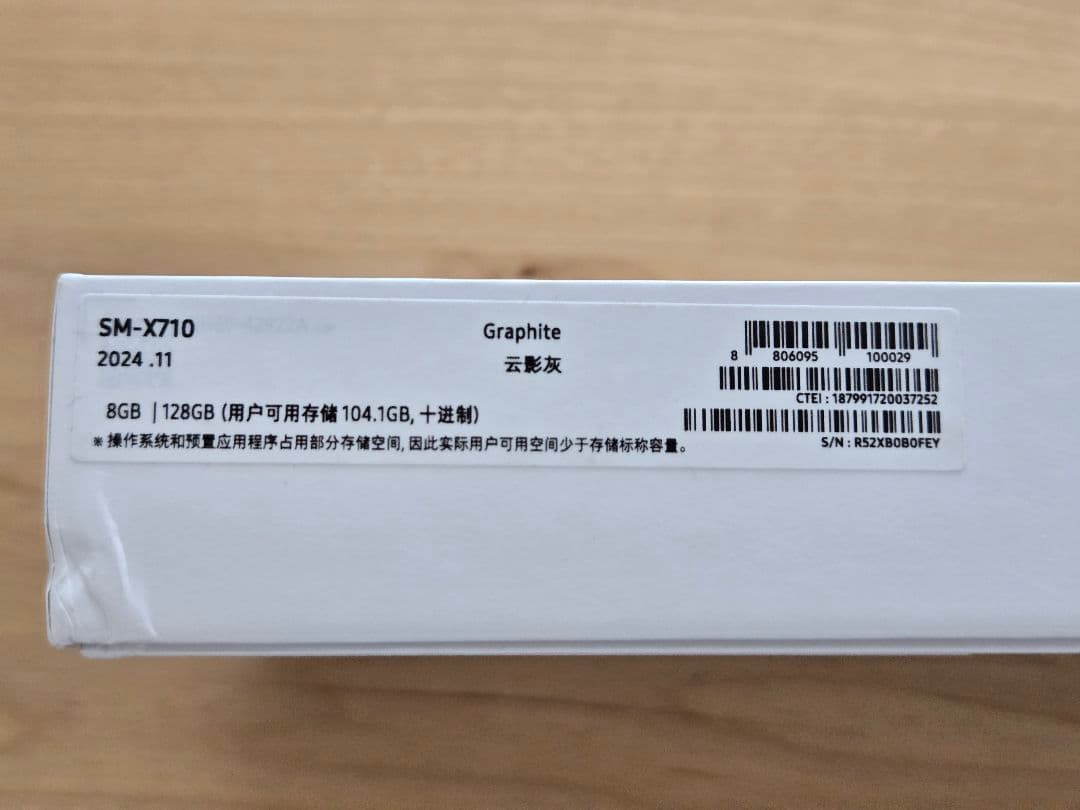 SM-X710
Graphite
2024 .11
云影灰
8GB | 128GB (用户可用存储 104.1GB, 十进制)
※ 操作系统和预置应用程序占用部分存储空间, 因此实际用户可用空间少于存储标称容量。
8 806095 100029
CTEI : 187991720037252
S/N : R52XB0B0FEY